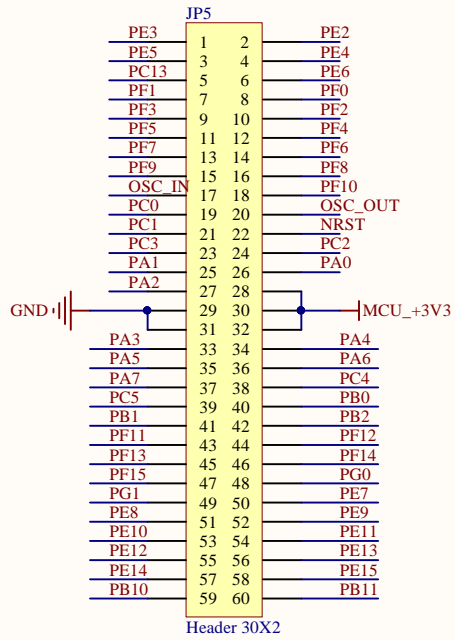 JP5
PE3 1 2 PE2
PE5 3 4 PE4
PC13 5 6 PE6
PF1 7 8 PF0
PF3 9 10 PF2
PF5 11 12 PF4
PF7 13 14 PF6
PF9 15 16 PF8
OSC_IN 17 18 PF10
PC0 19 20 OSC_OUT
PC1 21 22 NRST
PC3 23 24 PC2
PA1 25 26 PA0
PA2 27 28
GND 29 30 MCU_+3V3
31 32
PA3 33 34 PA4
PA5 35 36 PA6
PA7 37 38 PC4
PC5 39 40 PB0
PB1 41 42 PB2
PF11 43 44 PF12
PF13 45 46 PF14
PF15 47 48 PG0
PG1 49 50 PE7
PE8 51 52 PE9
PE10 53 54 PE11
PE12 55 56 PE13
PE14 57 58 PE15
PB10 59 60 PB11
Header 30X2